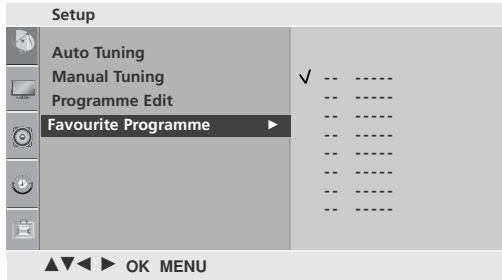 Setup
Auto Tuning
Manual Tuning
Programme Edit
Favourite Programme ►
√ -- -----
-- -----
-- -----
-- -----
-- -----
-- -----
-- -----
-- -----
▲▼◄ ► OK MENU